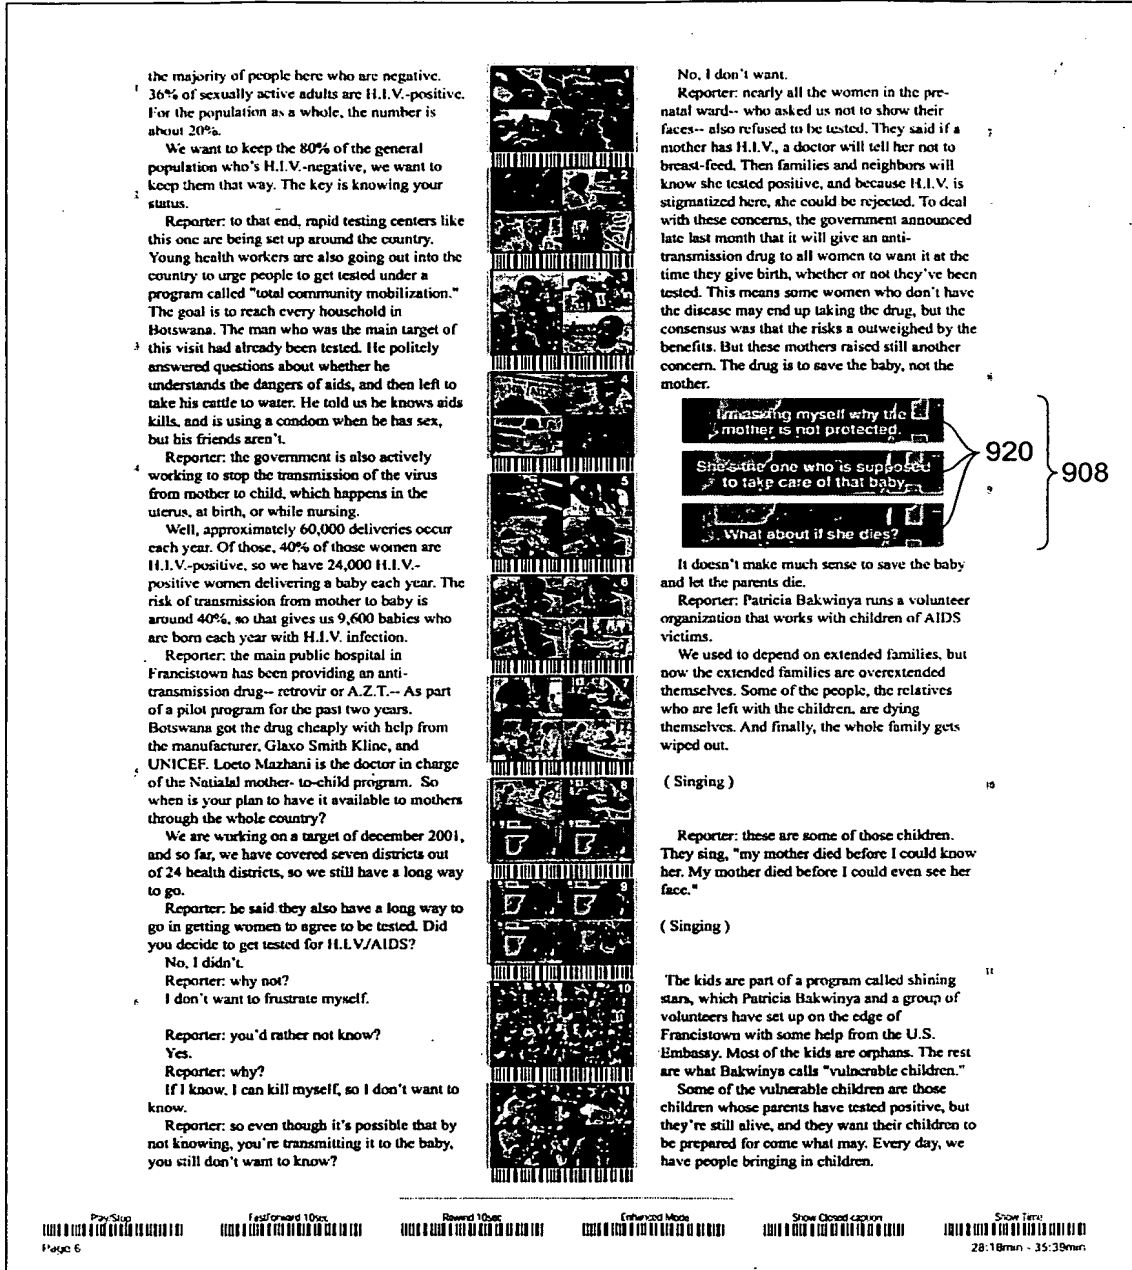 the majority of people here who are negative.
1
36% of sexually active adults are H.I.V.-positive.
For the population as a whole, the number is
about 20%.
We want to keep the 80% of the general
population who's H.I.V.-negative, we want to
keep them that way. The key is knowing your
2
status.
Reporter: to that end, rapid testing centers like
this one are being set up around the country.
Young health workers are also going out into the
country to urge people to get tested under a
program called "total community mobilization."
The goal is to reach every household in
Botswana. The man who was the main target of
3
this visit had already been tested. He politely
answered questions about whether he
understands the dangers of aids, and then left to
take his cattle to water. He told us he knows aids
kills, and is using a condom when he has sex,
but his friends aren't.
4
Reporter: the government is also actively
working to stop the transmission of the virus
from mother to child, which happens in the
uterus, at birth, or while nursing.
Well, approximately 60,000 deliveries occur
each year. Of those, 40% of those women are
H.I.V.-positive, so we have 24,000 H.I.V.-
positive women delivering a baby each year. The
risk of transmission from mother to baby is
around 40%, so that gives us 9,600 babies who
are born each year with H.I.V. infection.
Reporter: the main public hospital in
Francistown has been providing an anti-
transmission drug-- retrovir or A.Z.T.-- As part
of a pilot program for the past two years.
Botswana got the drug cheaply with help from
the manufacturer, Glaxo Smith Kline, and
5
UNICEF. Loeto Mazhani is the doctor in charge
of the Natialal mother- to-child program. So
when is your plan to have it available to mothers
through the whole country?
We are working on a target of december 2001,
and so far, we have covered seven districts out
of 24 health districts, so we still have a long way
to go.
Reporter: he said they also have a long way to
go in getting women to agree to be tested. Did
you decide to get tested for H.I.V./AIDS?
No, I didn't.
Reporter: why not?
6
I don't want to frustrate myself.
Reporter: you'd rather not know?
Yes.
Reporter: why?
If I know, I can kill myself, so I don't want to
know.
Reporter: so even though it's possible that by
not knowing, you're transmitting it to the baby,
you still don't want to know?
1
2
3
4
5
6
7
8
9
10
11
No, I don't want.
Reporter: nearly all the women in the pre-
natal ward-- who asked us not to show their
faces-- also refused to be tested. They said if a
7
mother has H.I.V., a doctor will tell her not to
breast-feed. Then families and neighbors will
know she tested positive, and because H.I.V. is
stigmatized here, she could be rejected. To deal
with these concerns, the government announced
late last month that it will give an anti-
transmission drug to all women to want it at the
time they give birth, whether or not they've been
tested. This means some women who don't have
the disease may end up taking the drug, but the
consensus was that the risks a outweighed by the
benefits. But these mothers raised still another
concern. The drug is to save the baby, not the
mother.
I'm asking myself why the
mother is not protected.
She's the one who is supposed
to take care of that baby.
What about if she dies?
920
908
9
It doesn't make much sense to save the baby
and let the parents die.
Reporter: Patricia Bakwinya runs a volunteer
organization that works with children of AIDS
victims.
We used to depend on extended families, but
now the extended families are overextended
themselves. Some of the people, the relatives
who are left with the children, are dying
themselves. And finally, the whole family gets
wiped out.
( Singing )
10
Reporter: these are some of those children.
They sing, "my mother died before I could know
her. My mother died before I could even see her
face."
( Singing )
11
The kids are part of a program called shining
stars, which Patricia Bakwinya and a group of
volunteers have set up on the edge of
Francistown with some help from the U.S.
Embassy. Most of the kids are orphans. The rest
are what Bakwinya calls "vulnerable children."
Some of the vulnerable children are those
children whose parents have tested positive, but
they're still alive, and they want their children to
be prepared for come what may. Every day, we
have people bringing in children.
Play/Stop
FastForward 10sec
Rewind 10sec
Enhanced Mode
Show Closed caption
Show Time
Page 6
28:18min - 35:39min